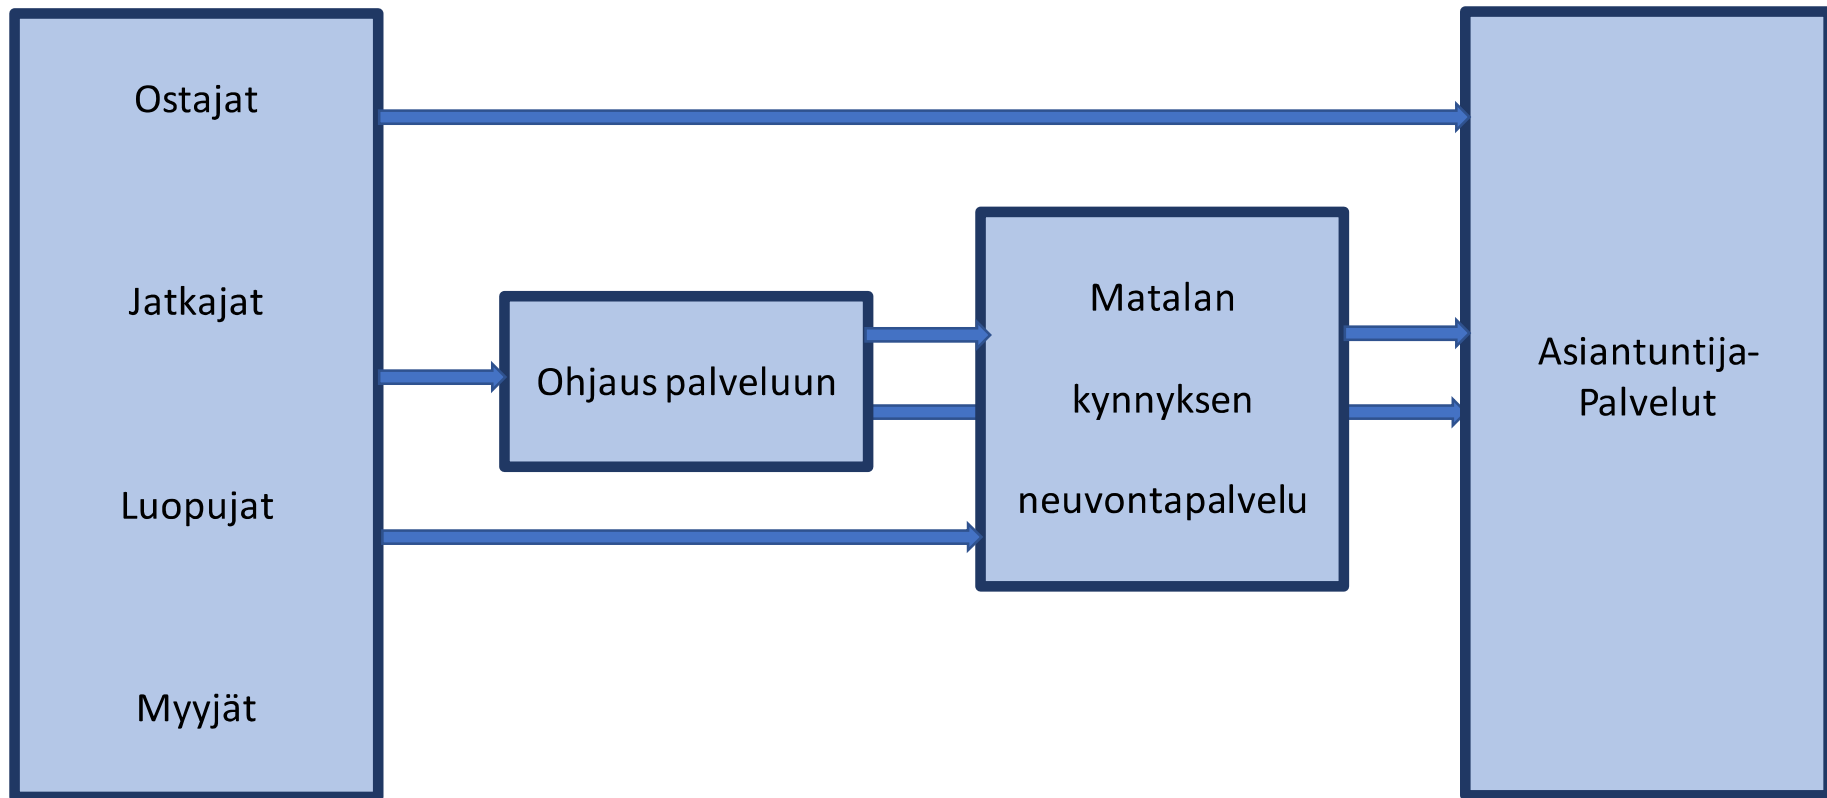 Ostajat
Jatkajat
Luopujat
Myyjät
Ohjaus palveluun
Matalan
kynnyksen
neuvontapalvelu
Asiantuntija-
Palvelut